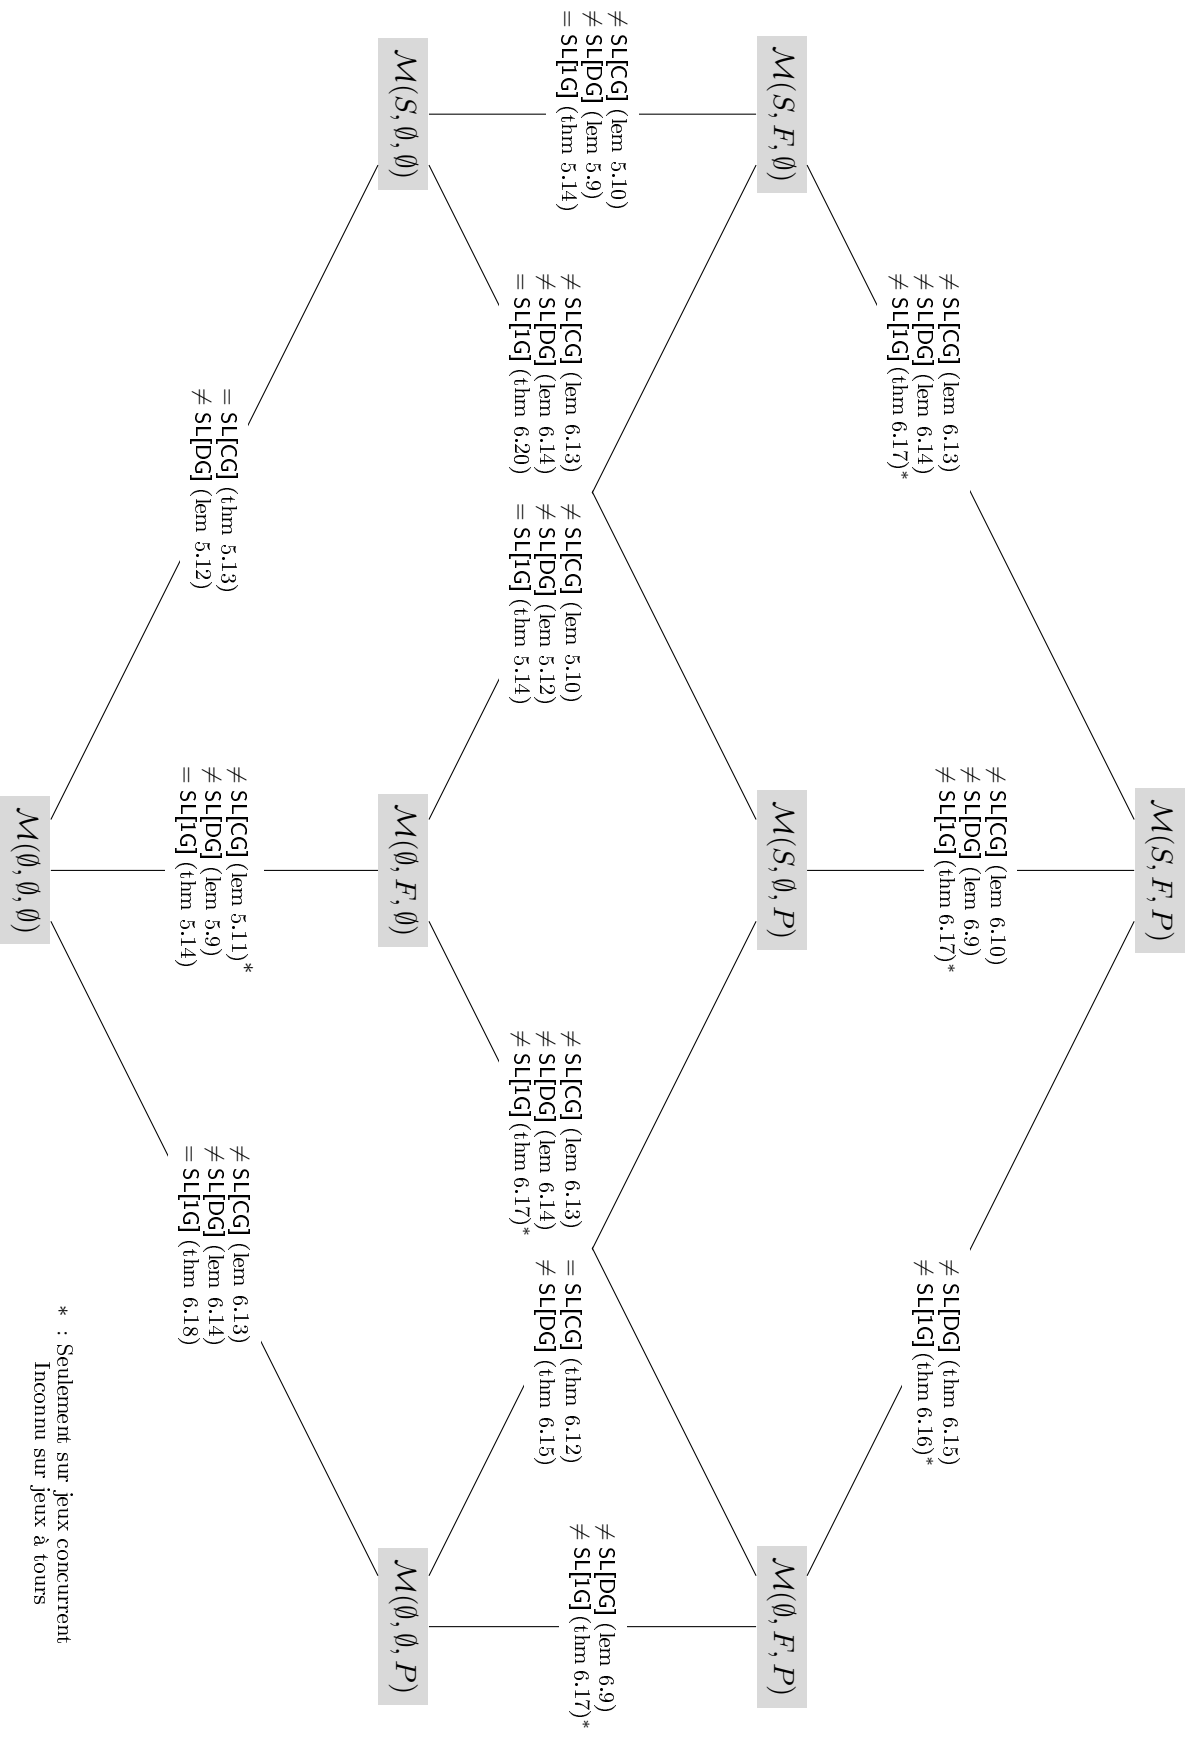 𝓜(S, F, P)
≠ SL[CG] (lem 6.13)
≠ SL[DG] (lem 6.14)
≠ SL[1G] (thm 6.17)*
≠ SL[CG] (lem 6.10)
≠ SL[DG] (lem 6.9)
≠ SL[1G] (thm 6.17)*
≠ SL[DG] (thm 6.15)
≠ SL[1G] (thm 6.16)*
𝓜(S, F, ∅)
𝓜(S, ∅, P)
𝓜(∅, F, P)
≠ SL[CG] (lem 5.10)
≠ SL[DG] (lem 5.9)
= SL[1G] (thm 5.14)
≠ SL[CG] (lem 6.13)
≠ SL[DG] (lem 6.14)
= SL[1G] (thm 6.20)
≠ SL[CG] (lem 5.10)
≠ SL[DG] (lem 5.12)
= SL[1G] (thm 5.14)
≠ SL[CG] (lem 6.13)
≠ SL[DG] (lem 6.14)
≠ SL[1G] (thm 6.17)*
= SL[CG] (thm 6.12)
≠ SL[DG] (thm 6.15)
≠ SL[DG] (lem 6.9)
≠ SL[1G] (thm 6.17)*
𝓜(S, ∅, ∅)
𝓜(∅, F, ∅)
𝓜(∅, ∅, P)
= SL[CG] (thm 5.13)
≠ SL[DG] (lem 5.12)
≠ SL[CG] (lem 5.11)*
≠ SL[DG] (lem 5.9)
= SL[1G] (thm 5.14)
≠ SL[CG] (lem 6.13)
≠ SL[DG] (lem 6.14)
= SL[1G] (thm 6.18)
𝓜(∅, ∅, ∅)
* : Seulement sur jeux concurrent
Inconnu sur jeux à tours